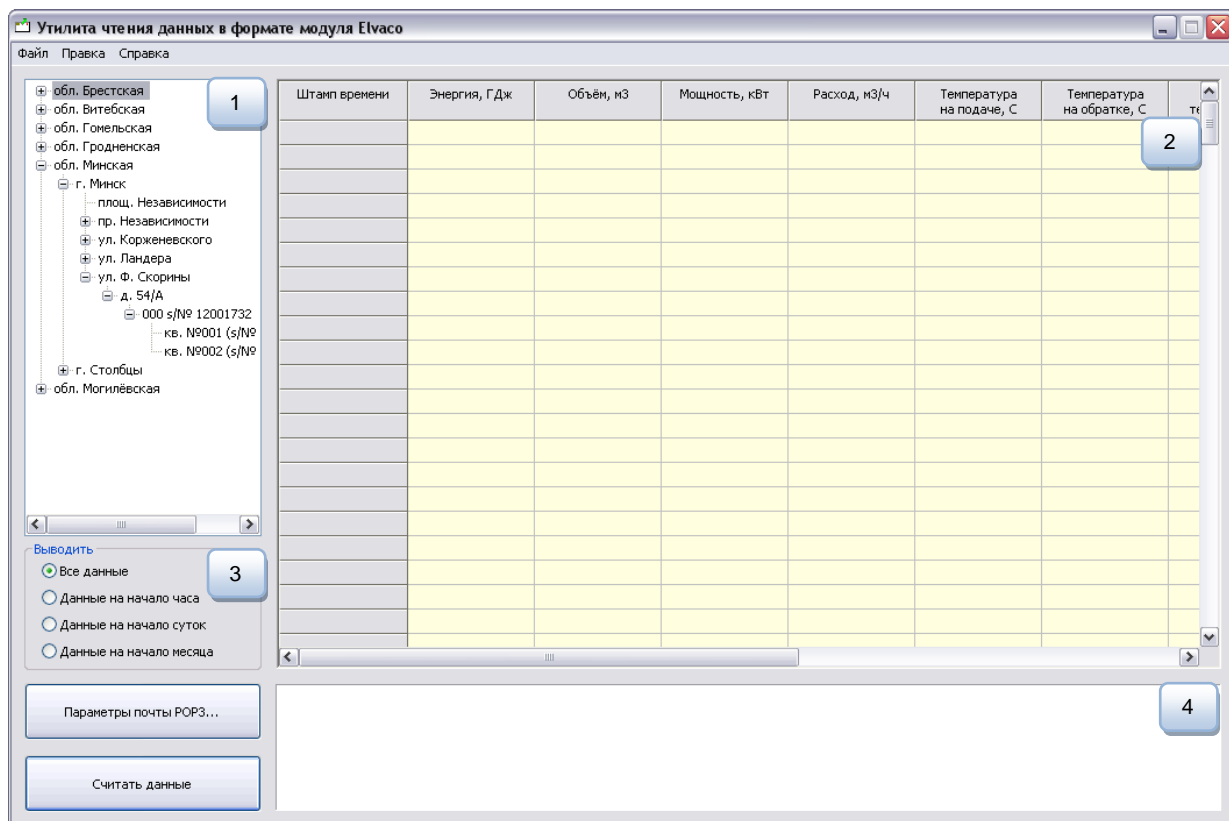 Утилита чтения данных в формате модуля Elvaco
Файл Правка Справка
обл. Брестская
обл. Витебская
обл. Гомельская
обл. Гродненская
обл. Минская
г. Минск
площ. Независимости
пр. Независимости
ул. Корженевского
ул. Ландера
ул. Ф. Скорины
д. 54/А
000 s/№ 12001732
кв. №001 (s/№
кв. №002 (s/№
г. Столбцы
обл. Могилёвская
1
Штамп времени
Энергия, ГДж
Объём, м3
Мощность, кВт
Расход, м3/ч
Температура
на подаче, С
Температура
на обратке, С
2
Выводить
Все данные
Данные на начало часа
Данные на начало суток
Данные на начало месяца
3
Параметры почты POP3...
Считать данные
4